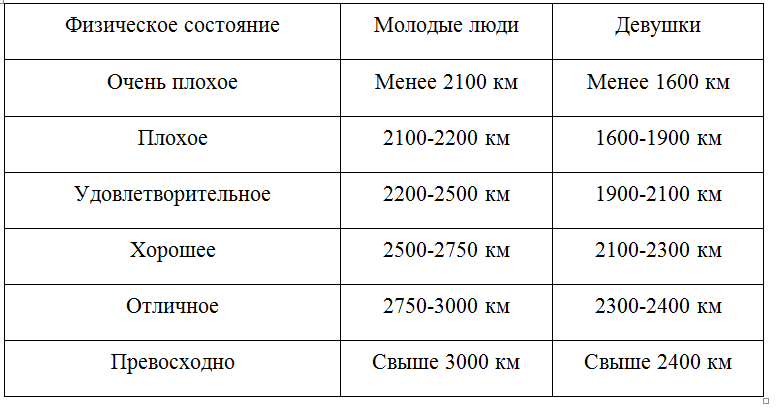 Физическое состояние Молодые люди Девушки
Очень плохое Менее 2100 км Менее 1600 км
Плохое 2100-2200 км 1600-1900 км
Удовлетворительное 2200-2500 км 1900-2100 км
Хорошее 2500-2750 км 2100-2300 км
Отличное 2750-3000 км 2300-2400 км
Превосходно Свыше 3000 км Свыше 2400 км